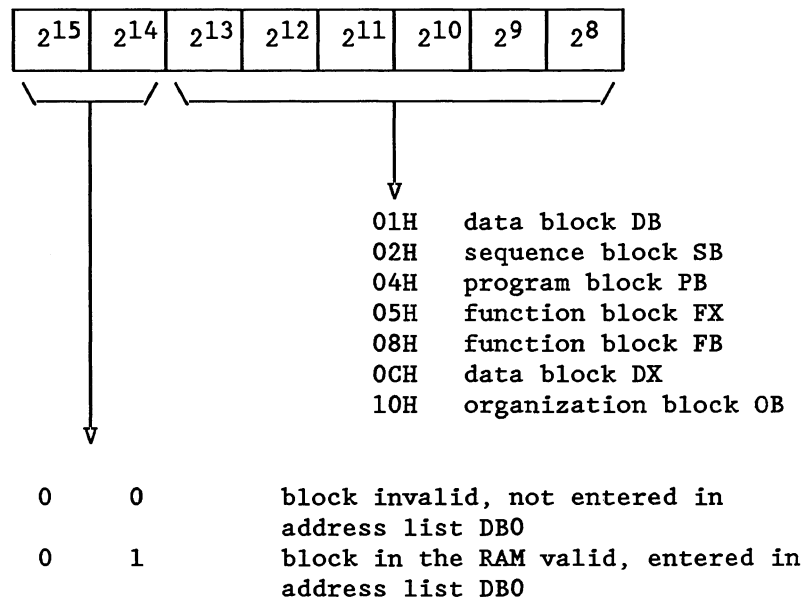 2^15 2^14 2^13 2^12 2^11 2^10 2^9 2^8
01H data block DB
02H sequence block SB
04H program block PB
05H function block FX
08H function block FB
0CH data block DX
10H organization block OB
0 0 block invalid, not entered in
address list DB0
0 1 block in the RAM valid, entered in
address list DB0